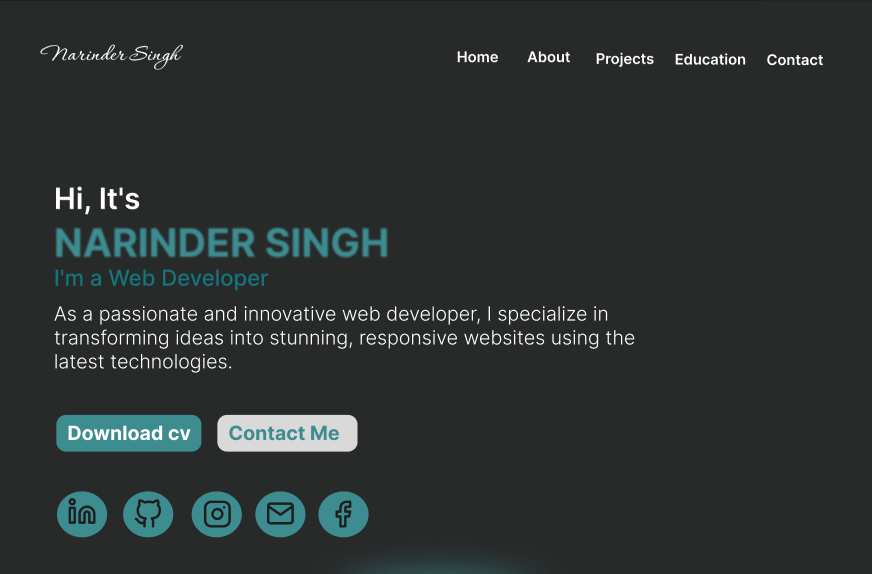 Narinder Singh
Home About Projects Education Contact
Hi, It's
NARINDER SINGH
I'm a Web Developer
As a passionate and innovative web developer, I specialize in
transforming ideas into stunning, responsive websites using the
latest technologies.
Download cv Contact Me